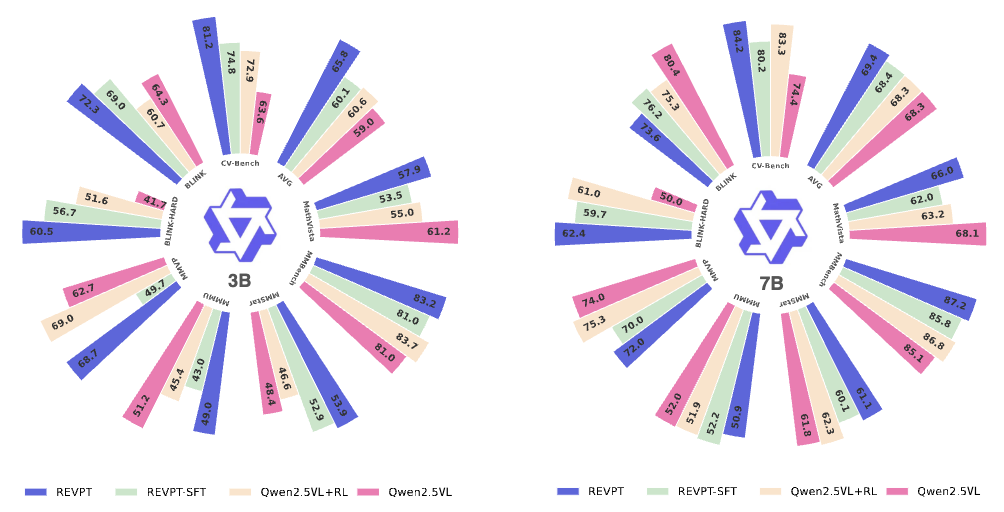 81.2
74.8
72.9
63.6
CV-Bench
65.8
60.1
60.6
59.0
AVG
57.9
53.5
55.0
61.2
MathVista
83.2
81.0
83.7
81.0
MMBench
53.9
52.9
46.6
48.4
MMStar
49.0
43.0
45.4
51.2
MMMU
68.7
49.7
69.0
62.7
MMVP
60.5
56.7
51.6
41.7
BLINK-HARD
72.3
69.0
60.7
64.3
BLINK
3B
REVPT
REVPT-SFT
Qwen2.5VL+RL
Qwen2.5VL
84.2
80.2
83.3
74.4
CV-Bench
69.4
68.4
68.3
68.3
AVG
66.0
62.0
63.2
68.1
MathVista
87.2
85.8
86.8
85.1
MMBench
61.1
60.1
62.3
61.8
MMStar
50.9
52.2
51.9
52.0
MMMU
72.0
70.0
75.3
74.0
MMVP
62.4
59.7
61.0
50.0
BLINK-HARD
73.6
76.2
75.3
80.4
BLINK
7B
REVPT
REVPT-SFT
Qwen2.5VL+RL
Qwen2.5VL